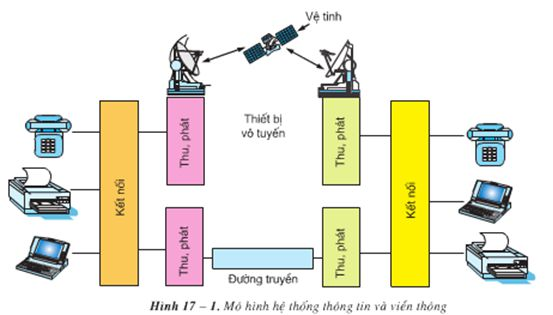 Vệ tinh
Thiết bị
vô tuyến
Thu, phát
Thu, phát
Kết nối
Kết nối
Thu, phát
Thu, phát
Đường truyền
Hình 17 – 1. Mô hình hệ thống thông tin và viễn thông